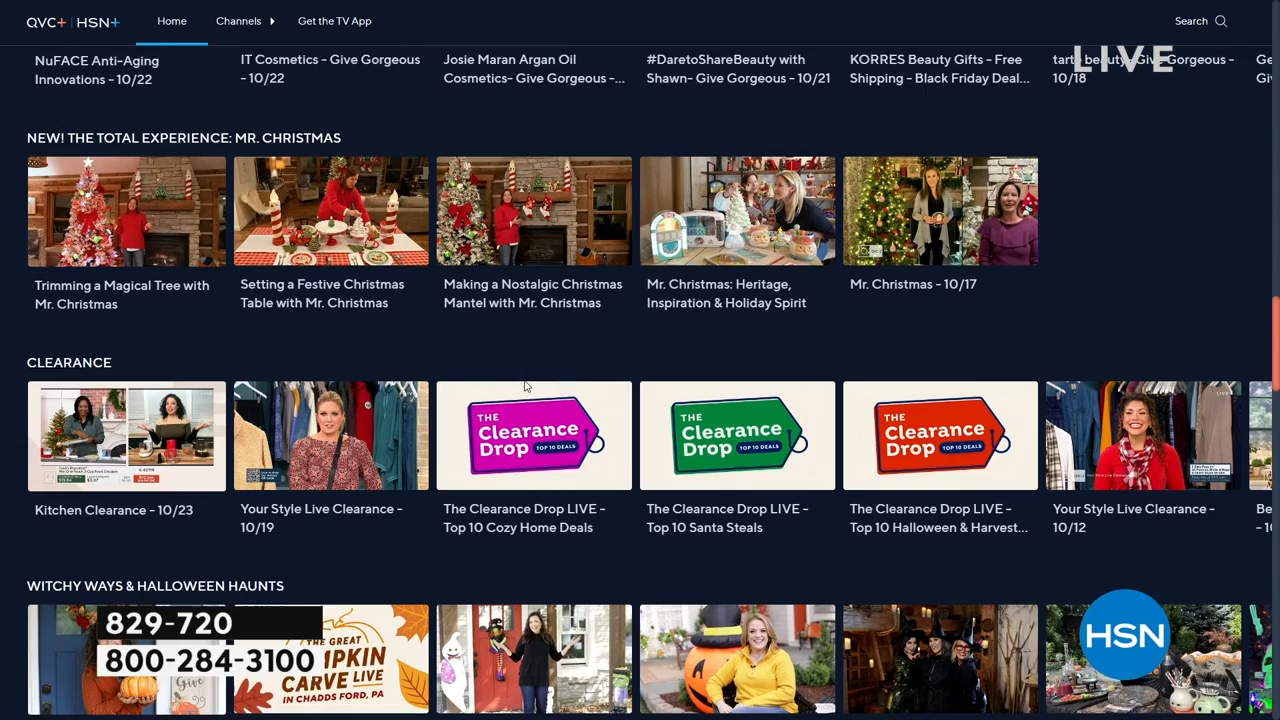 QVC+ | HSN+
Home
Channels
Get the TV App
Search
LIVE
NuFACE Anti-Aging
Innovations - 10/22
IT Cosmetics - Give Gorgeous
- 10/22
Josie Maran Argan Oil
Cosmetics- Give Gorgeous -...
#DaretoShareBeauty with
Shawn- Give Gorgeous - 10/21
KORRES Beauty Gifts - Free
Shipping - Black Friday Deal...
tarte beauty - Give Gorgeous -
10/18
NEW! THE TOTAL EXPERIENCE: MR. CHRISTMAS
Trimming a Magical Tree with
Mr. Christmas
Setting a Festive Christmas
Table with Mr. Christmas
Making a Nostalgic Christmas
Mantel with Mr. Christmas
Mr. Christmas: Heritage,
Inspiration & Holiday Spirit
Mr. Christmas - 10/17
CLEARANCE
THE
Clearance
Drop TOP 10 DEALS
THE
Clearance
Drop TOP 10 DEALS
THE
Clearance
Drop TOP 10 DEALS
Kitchen Clearance - 10/23
Your Style Live Clearance -
10/19
The Clearance Drop LIVE -
Top 10 Cozy Home Deals
The Clearance Drop LIVE -
Top 10 Santa Steals
The Clearance Drop LIVE -
Top 10 Halloween & Harvest...
Your Style Live Clearance -
10/12
Be
- 10
WITCHY WAYS & HALLOWEEN HAUNTS
829-720
800-284-3100
Give
THE GREAT
MPKIN
CARVE LIVE
IN CHADDS FORD, PA
HSN